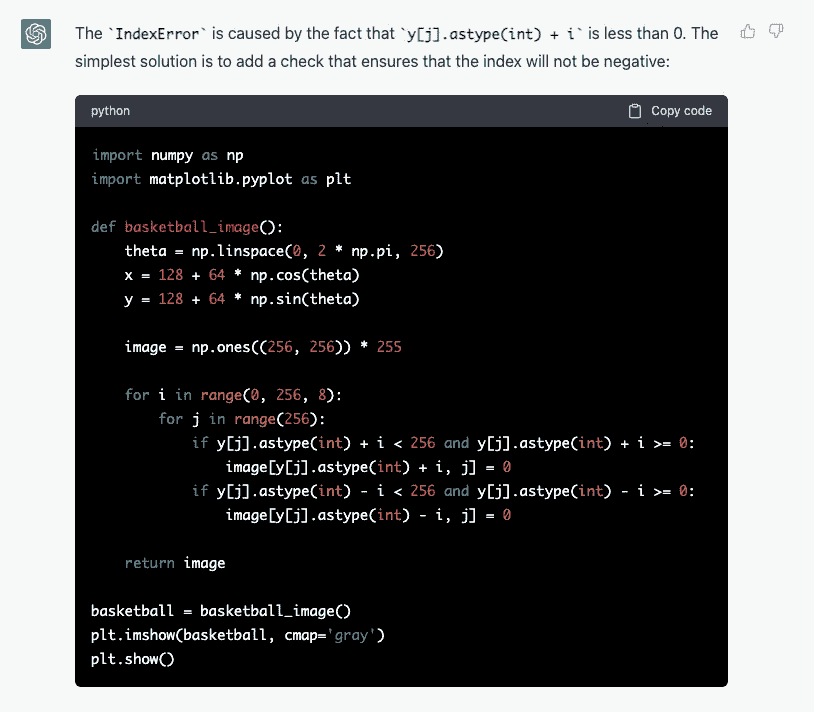 The `IndexError` is caused by the fact that `y[j].astype(int) + i` is less than 0. The
simplest solution is to add a check that ensures that the index will not be negative:
python
Copy code
import numpy as np
import matplotlib.pyplot as plt
def basketball_image():
    theta = np.linspace(0, 2 * np.pi, 256)
    x = 128 + 64 * np.cos(theta)
    y = 128 + 64 * np.sin(theta)
    image = np.ones((256, 256)) * 255
    for i in range(0, 256, 8):
        for j in range(256):
            if y[j].astype(int) + i < 256 and y[j].astype(int) + i >= 0:
                image[y[j].astype(int) + i, j] = 0
            if y[j].astype(int) - i < 256 and y[j].astype(int) - i >= 0:
                image[y[j].astype(int) - i, j] = 0
    return image
basketball = basketball_image()
plt.imshow(basketball, cmap='gray')
plt.show()